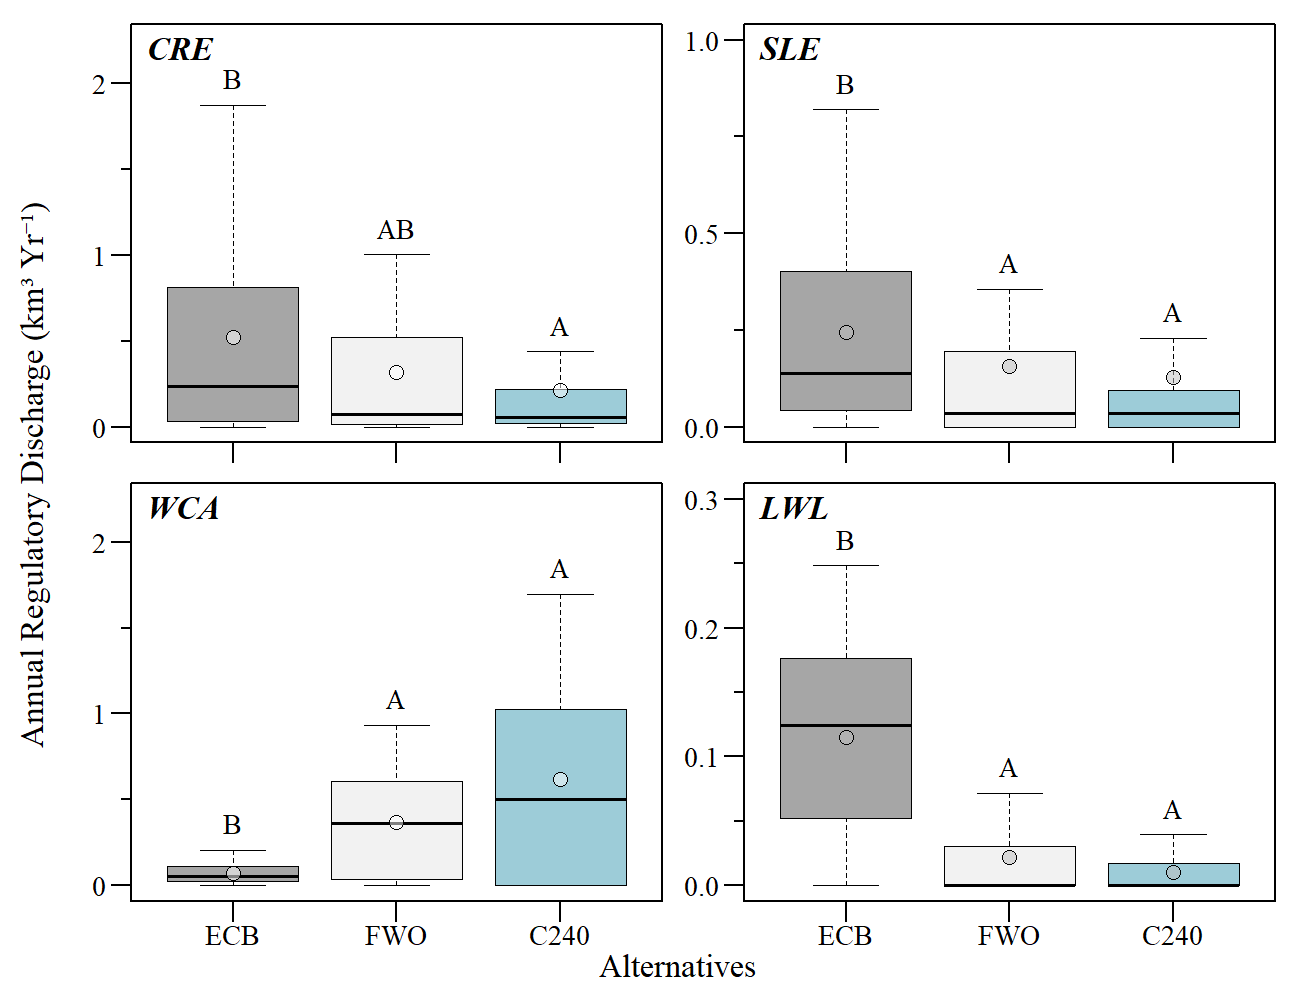 Annual Regulatory Discharge (km³ Yr⁻¹)
CRE
2
1
0
B
AB
A
SLE
1.0
0.5
0.0
B
A
A
WCA
2
1
0
B
A
A
ECB FWO C240
LWL
0.3
0.2
0.1
0.0
B
A
A
ECB FWO C240
Alternatives